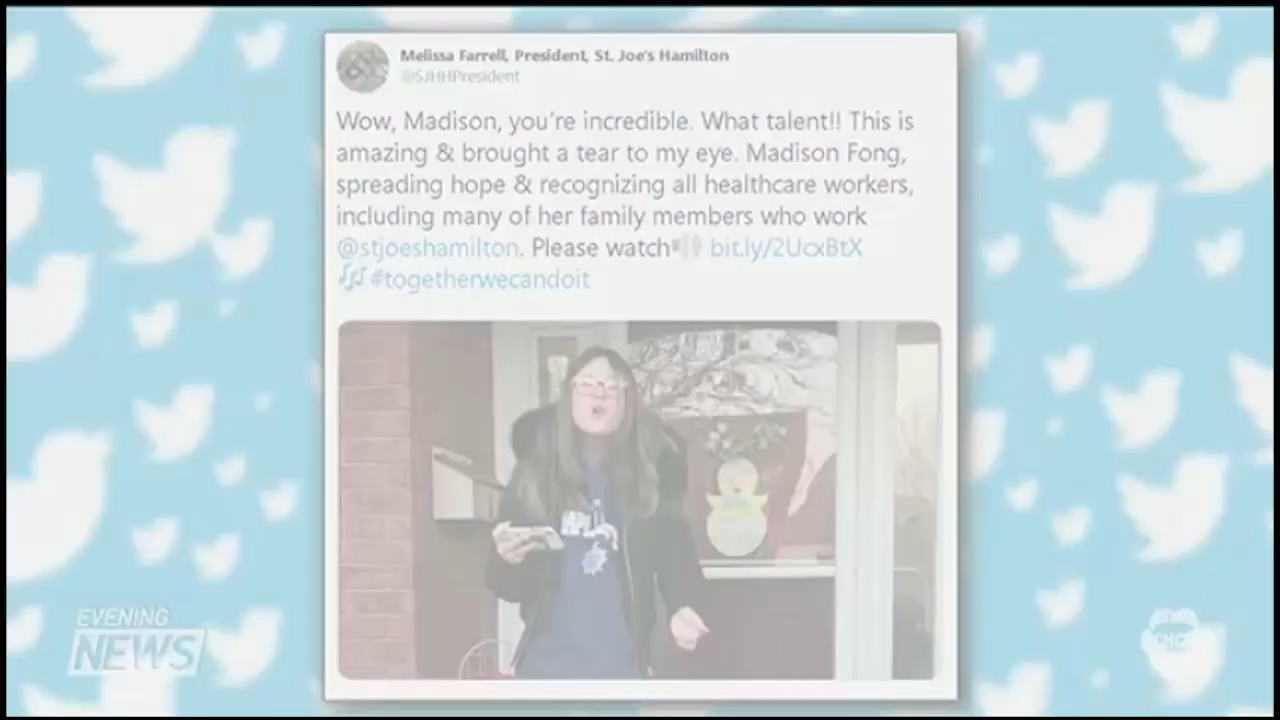 Melissa Farrell, President, St. Joe's Hamilton
@SJHHPresident
Wow, Madison, you're incredible. What talent!! This is
amazing & brought a tear to my eye. Madison Fong,
spreading hope & recognizing all healthcare workers,
including many of her family members who work
@stjoeshamilton. Please watch🔊 bit.ly/2UcxBtX
🎶#togetherwecandoit
EVENING
NEWS